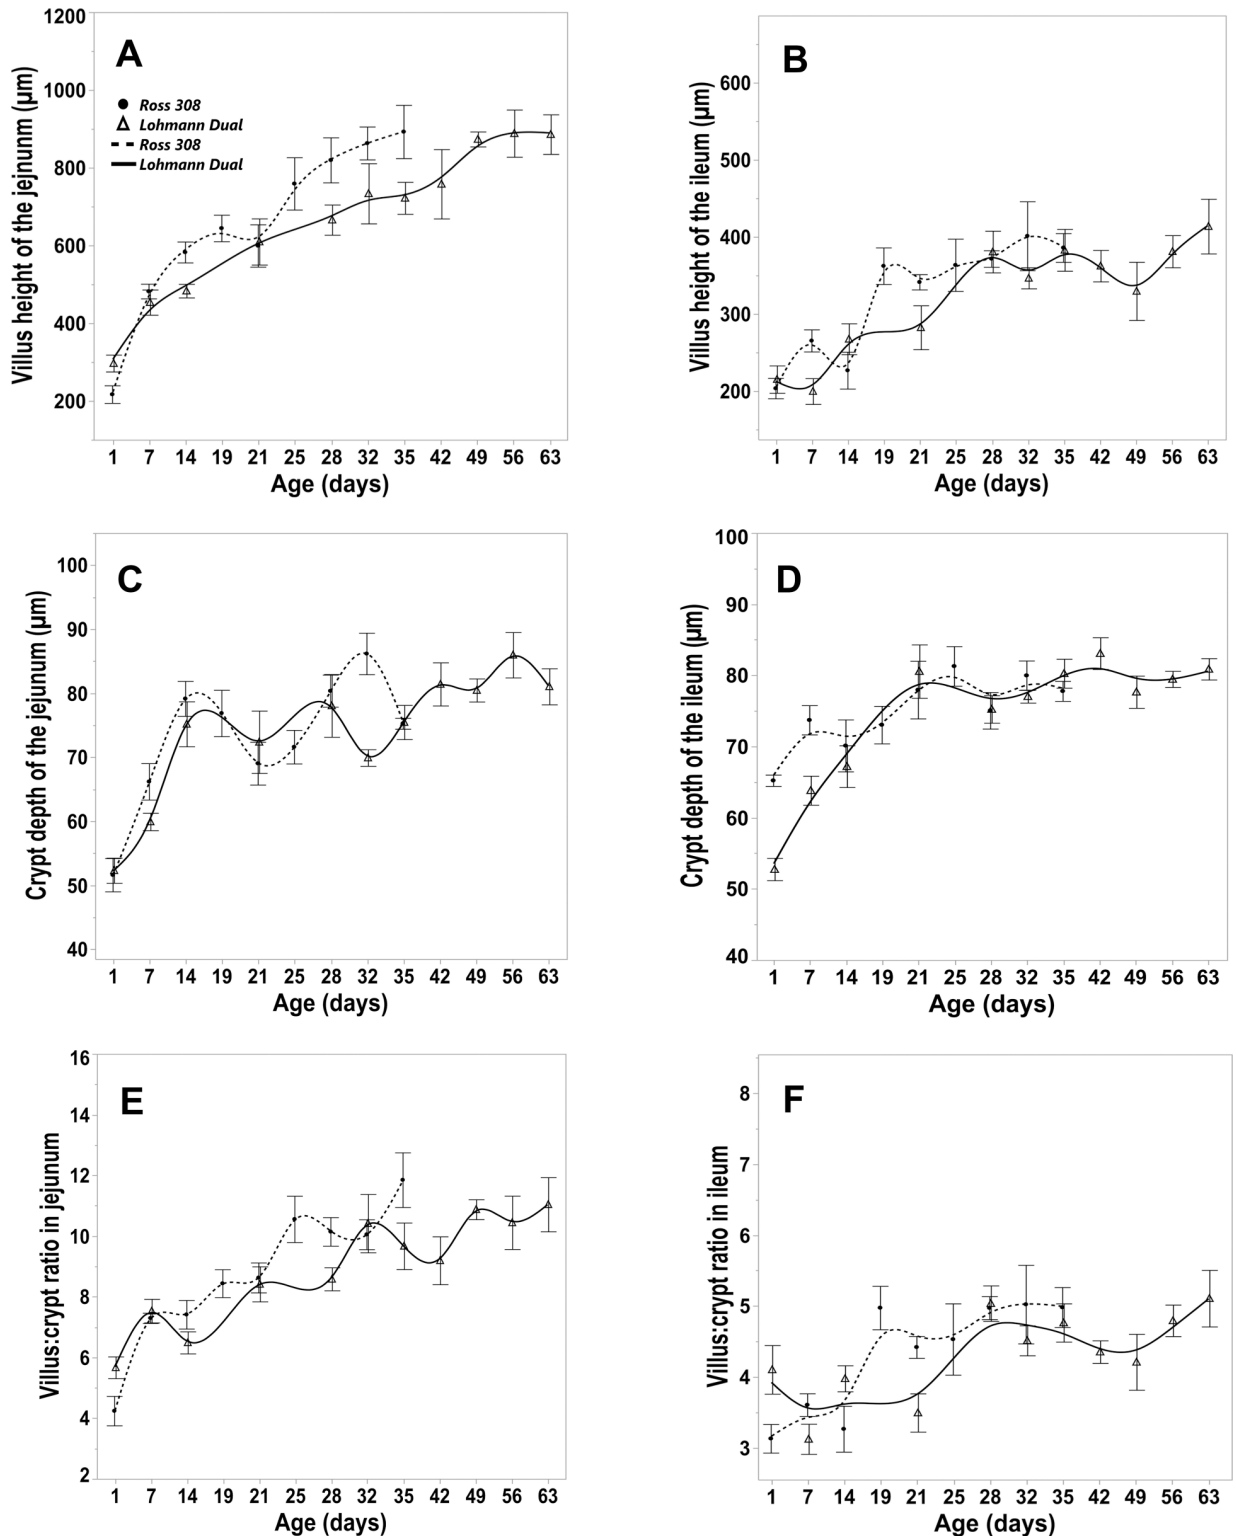 A
Villus height of the jejnunm (µm)
1200
1000
800
600
400
200
Ross 308
Lohmann Dual
Ross 308
Lohmann Dual
1 7 14 19 21 25 28 32 35 42 49 56 63
Age (days)
B
Villus height of the ileum (µm)
600
500
400
300
200
1 7 14 19 21 25 28 32 35 42 49 56 63
Age (days)
C
Crypt depth of the jejunum (µm)
100
90
80
70
60
50
40
1 7 14 19 21 25 28 32 35 42 49 56 63
Age (days)
D
Crypt depth of the ileum (µm)
100
90
80
70
60
50
40
1 7 14 19 21 25 28 32 35 42 49 56 63
Age (days)
E
Villus:crypt ratio in jejunum
16
14
12
10
8
6
4
2
1 7 14 19 21 25 28 32 35 42 49 56 63
Age (days)
F
Villus:crypt ratio in ileum
8
7
6
5
4
3
1 7 14 19 21 25 28 32 35 42 49 56 63
Age (days)